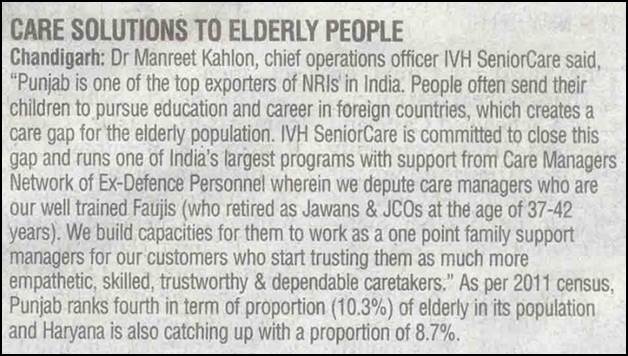 CARE SOLUTIONS TO ELDERLY PEOPLE
Chandigarh: Dr Manreet Kahlon, chief operations officer IVH SeniorCare said,
“Punjab is one of the top exporters of NRIs in India. People often send their
children to pursue education and career in foreign countries, which creates a
care gap for the elderly population. IVH SeniorCare is committed to close this
gap and runs one of India's largest programs with support from Care Managers
Network of Ex-Defence Personnel wherein we depute care managers who are
our well trained Faujis (who retired as Jawans & JCOs at the age of 37-42
years). We build capacities for them to work as a one point family support
managers for our customers who start trusting them as much more
empathetic, skilled, trustworthy & dependable caretakers.” As per 2011 census,
Punjab ranks fourth in term of proportion (10.3%) of elderly in its population
and Haryana is also catching up with a proportion of 8.7%.